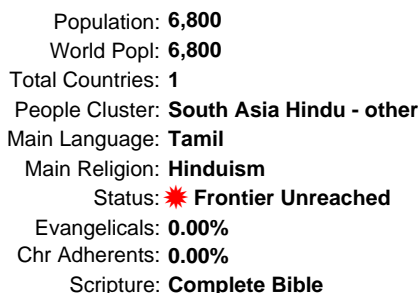 Population: 6,800
World Popl: 6,800
Total Countries: 1
People Cluster: South Asia Hindu - other
Main Language: Tamil
Main Religion: Hinduism
Status: Frontier Unreached
Evangelicals: 0.00%
Chr Adherents: 0.00%
Scripture: Complete Bible